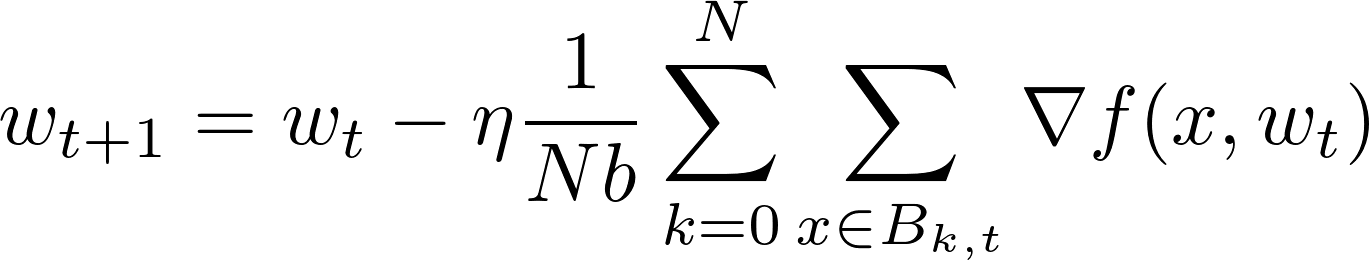 w_{t+1} = w_t - \eta \frac{1}{Nb} \sum_{k=0}^{N} \sum_{x \in B_{k,t}} \nabla f(x, w_t)